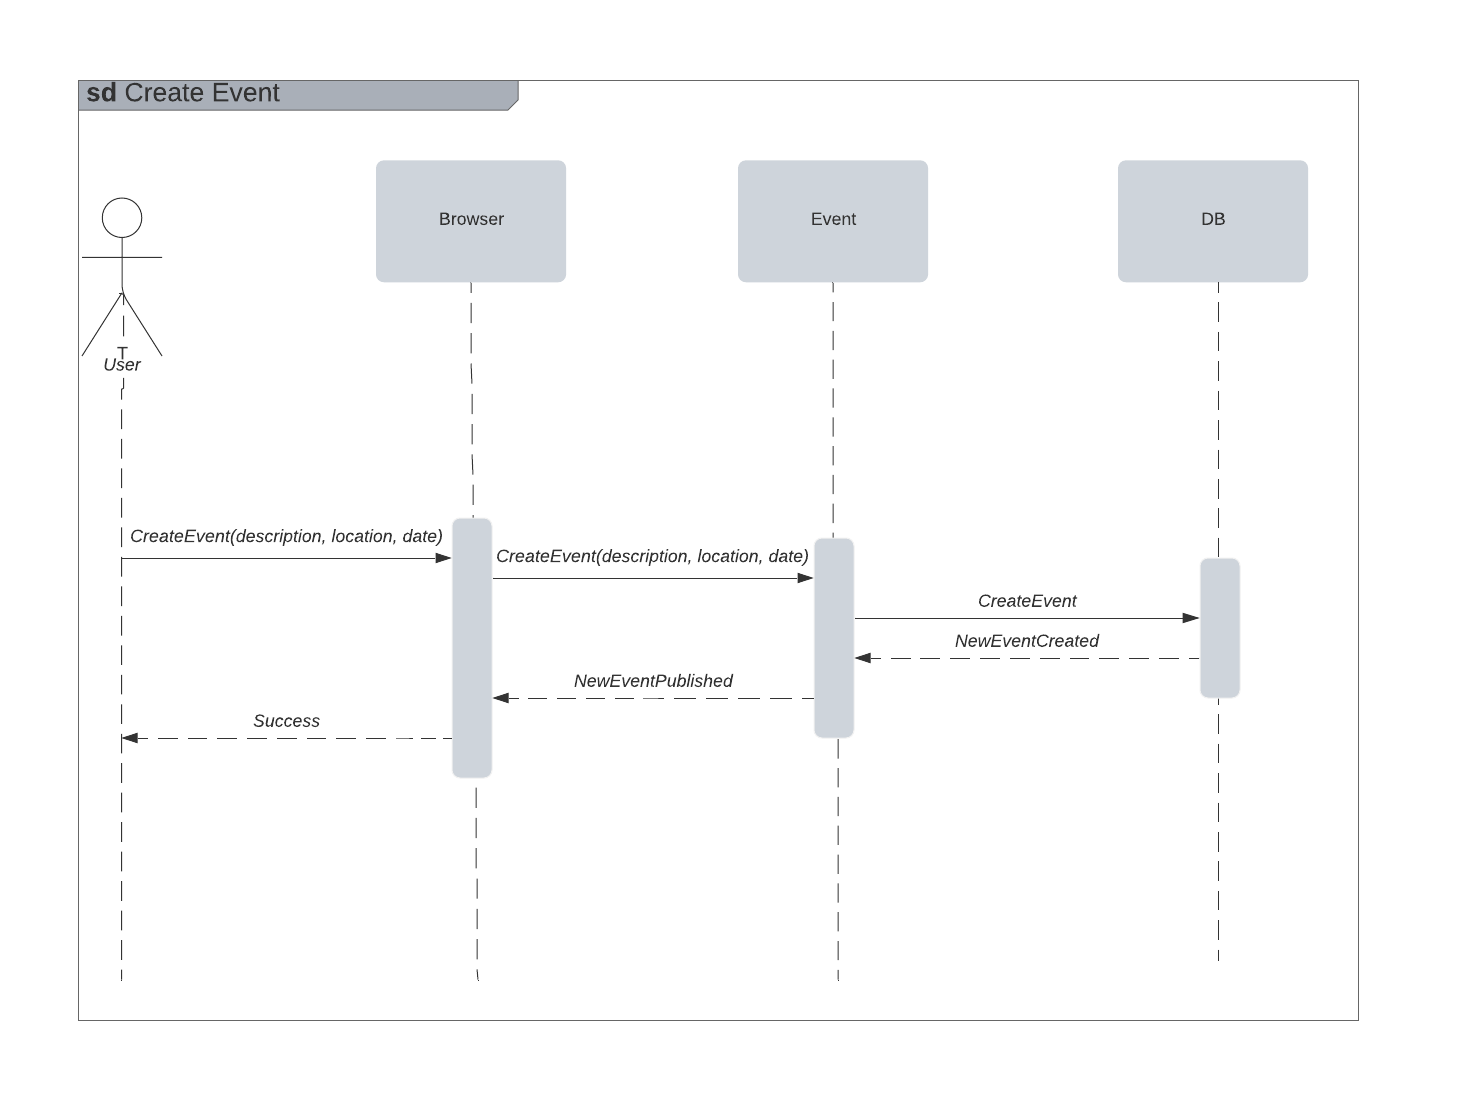 sd Create Event
Browser
Event
DB
T
User
CreateEvent(description, location, date)
CreateEvent(description, location, date)
CreateEvent
NewEventCreated
NewEventPublished
Success